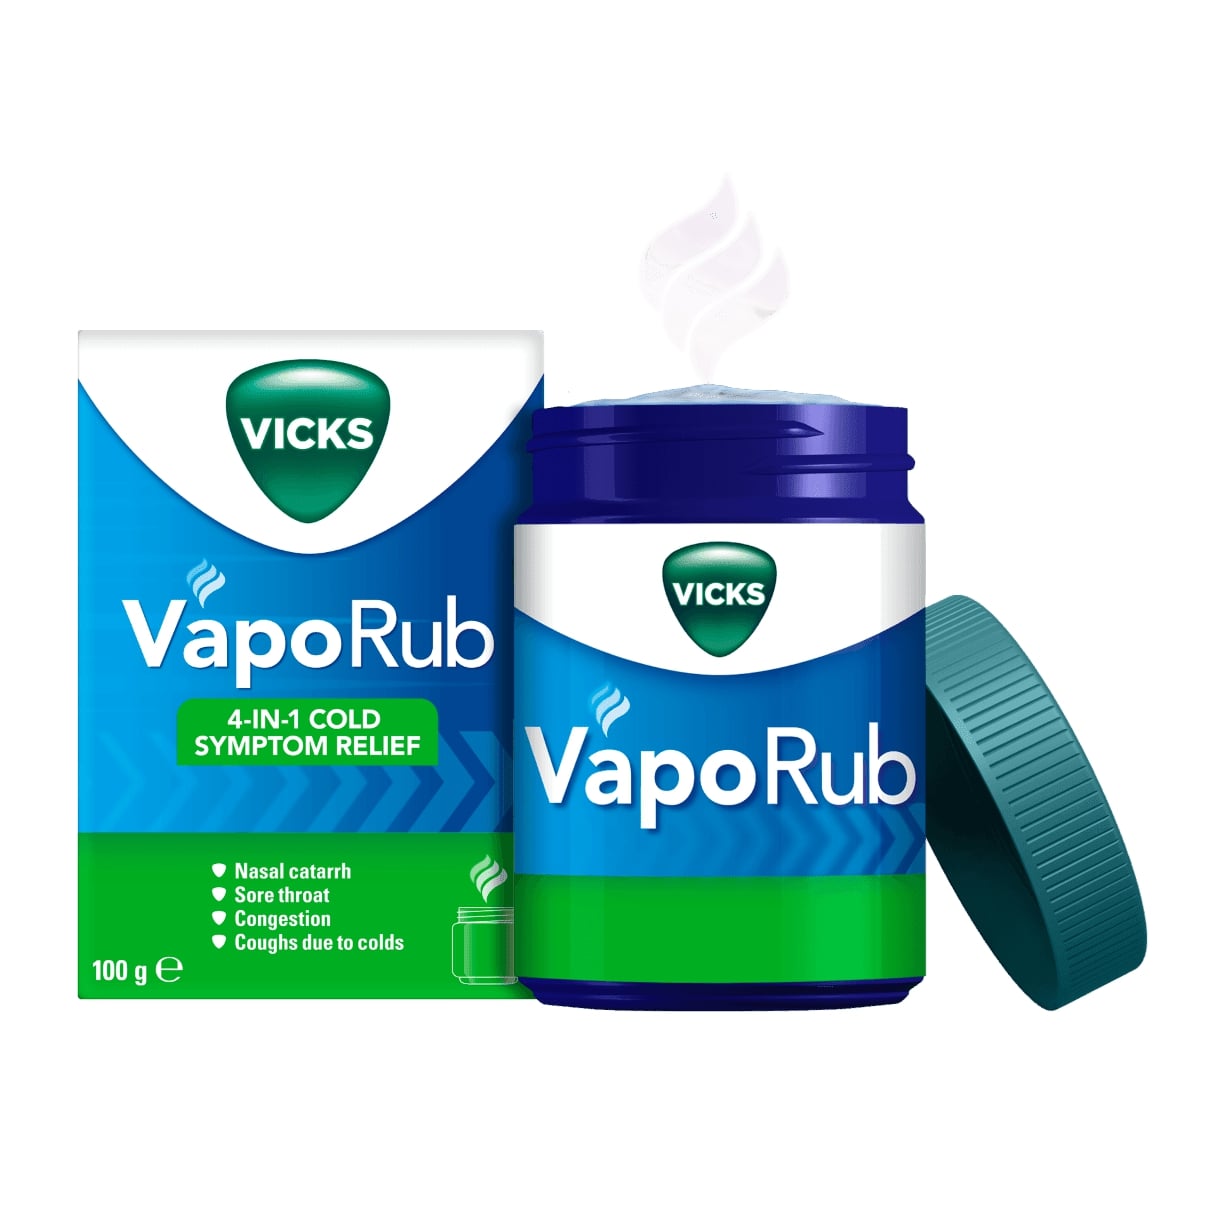 VICKS
VapoRub
4-IN-1 COLD
SYMPTOM RELIEF
Nasal catarrh
Sore throat
Congestion
Coughs due to colds
100 g ℮
VICKS
VapoRub